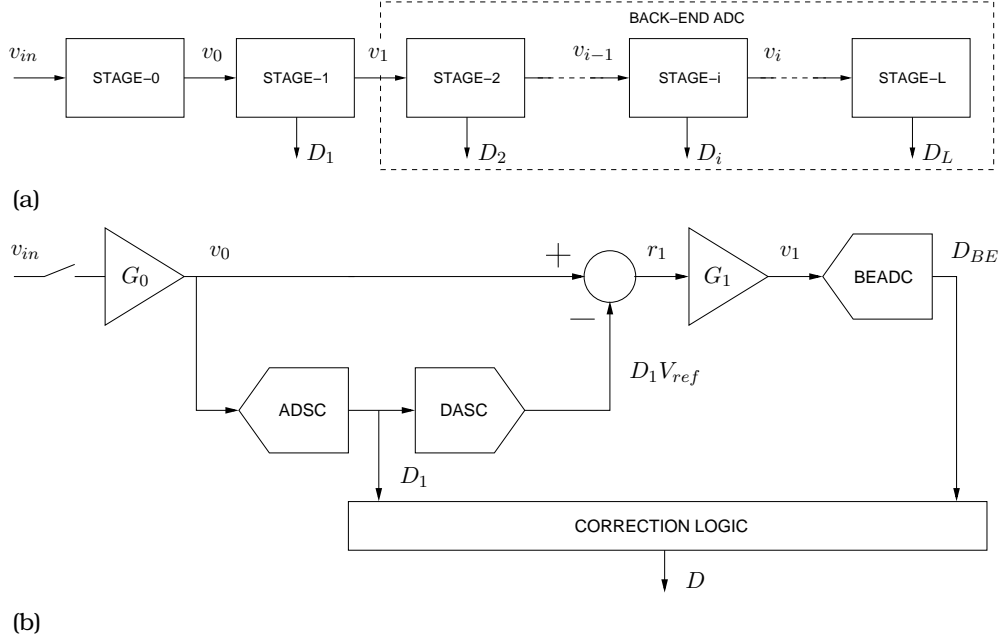 BACK–END ADC
v_in
v_0
v_1
v_{i−1}
v_i
STAGE–0
STAGE–1
STAGE–2
STAGE–i
STAGE–L
D_1
D_2
D_i
D_L
(a)
v_in
G_0
v_0
+
−
r_1
G_1
v_1
BEADC
D_BE
D_1V_ref
ADSC
DASC
D_1
CORRECTION LOGIC
D
(b)